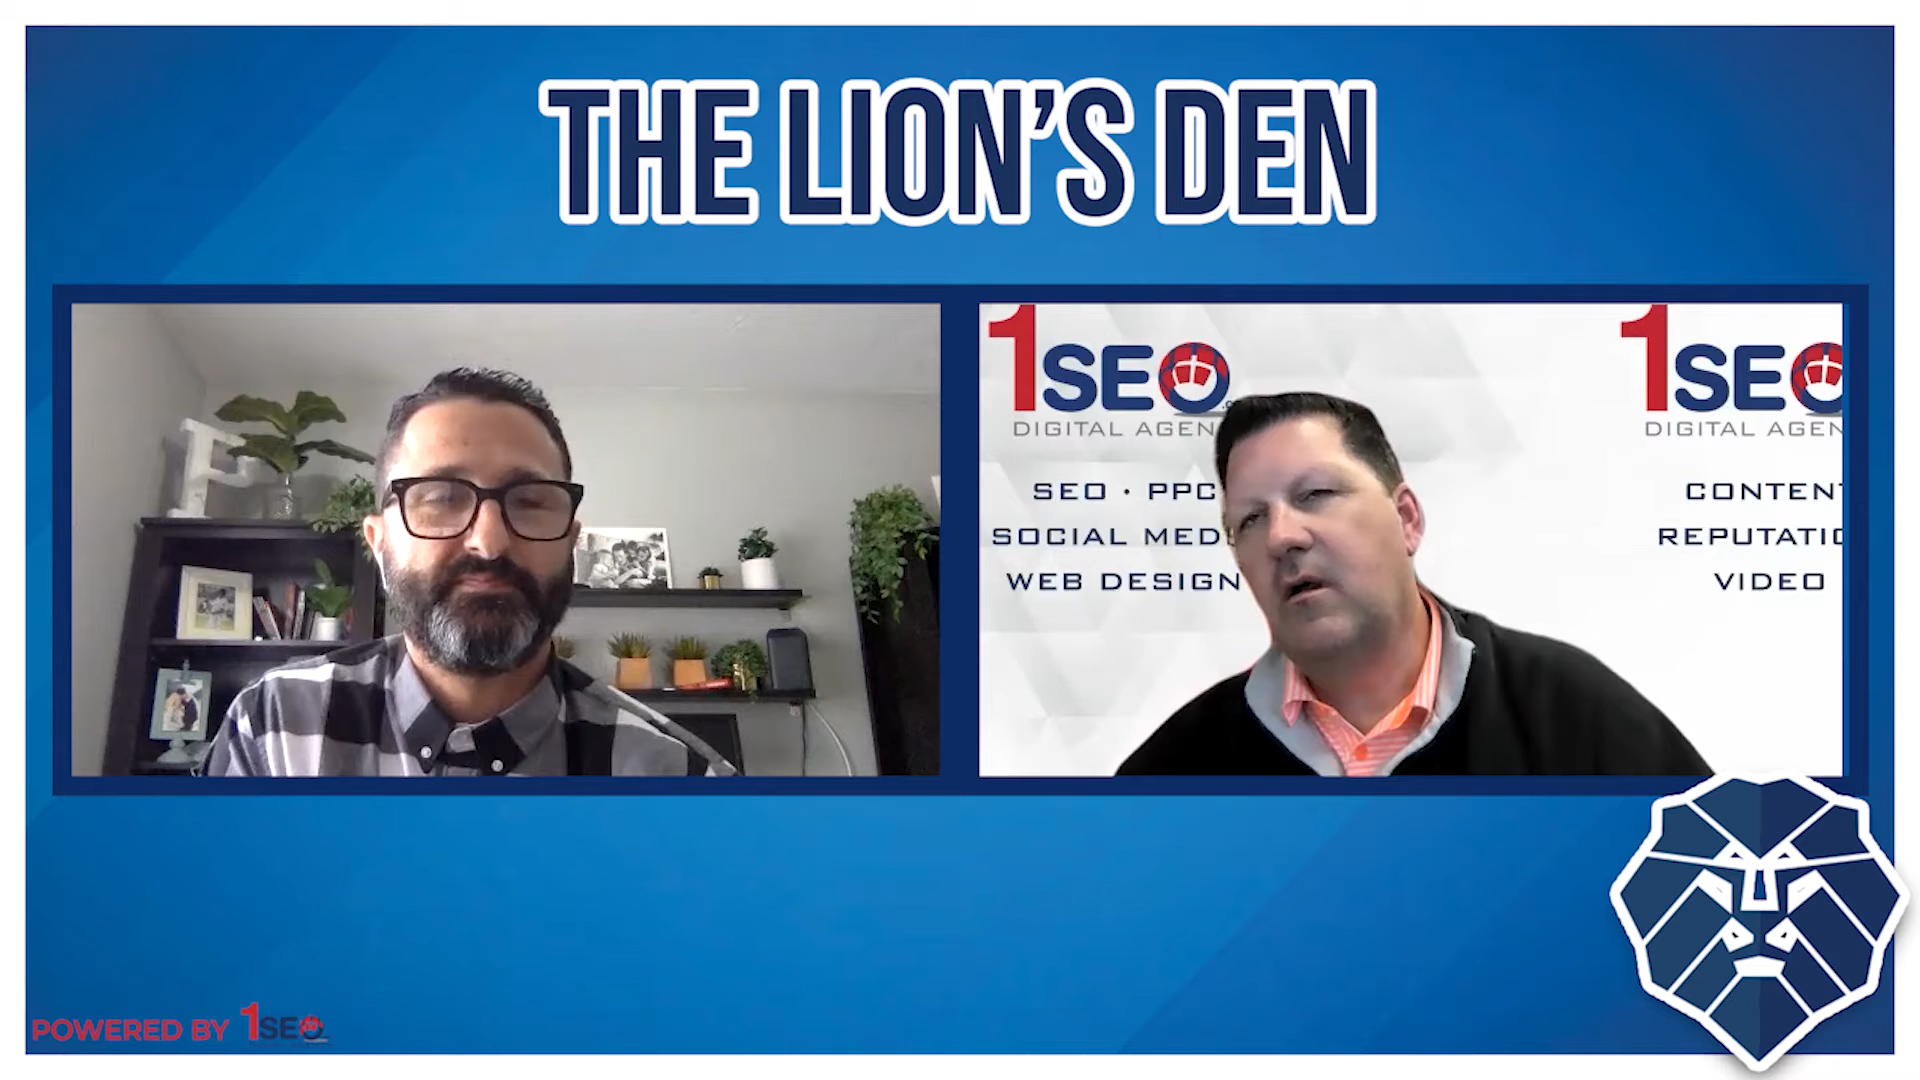 THE LION'S DEN
1SEO
DIGITAL AGEN
SEO · PPC
SOCIAL MED
WEB DESIGN
1SEO
DIGITAL AGEN
CONTENT
REPUTATIO
VIDEO
F
POWERED BY 1SEO